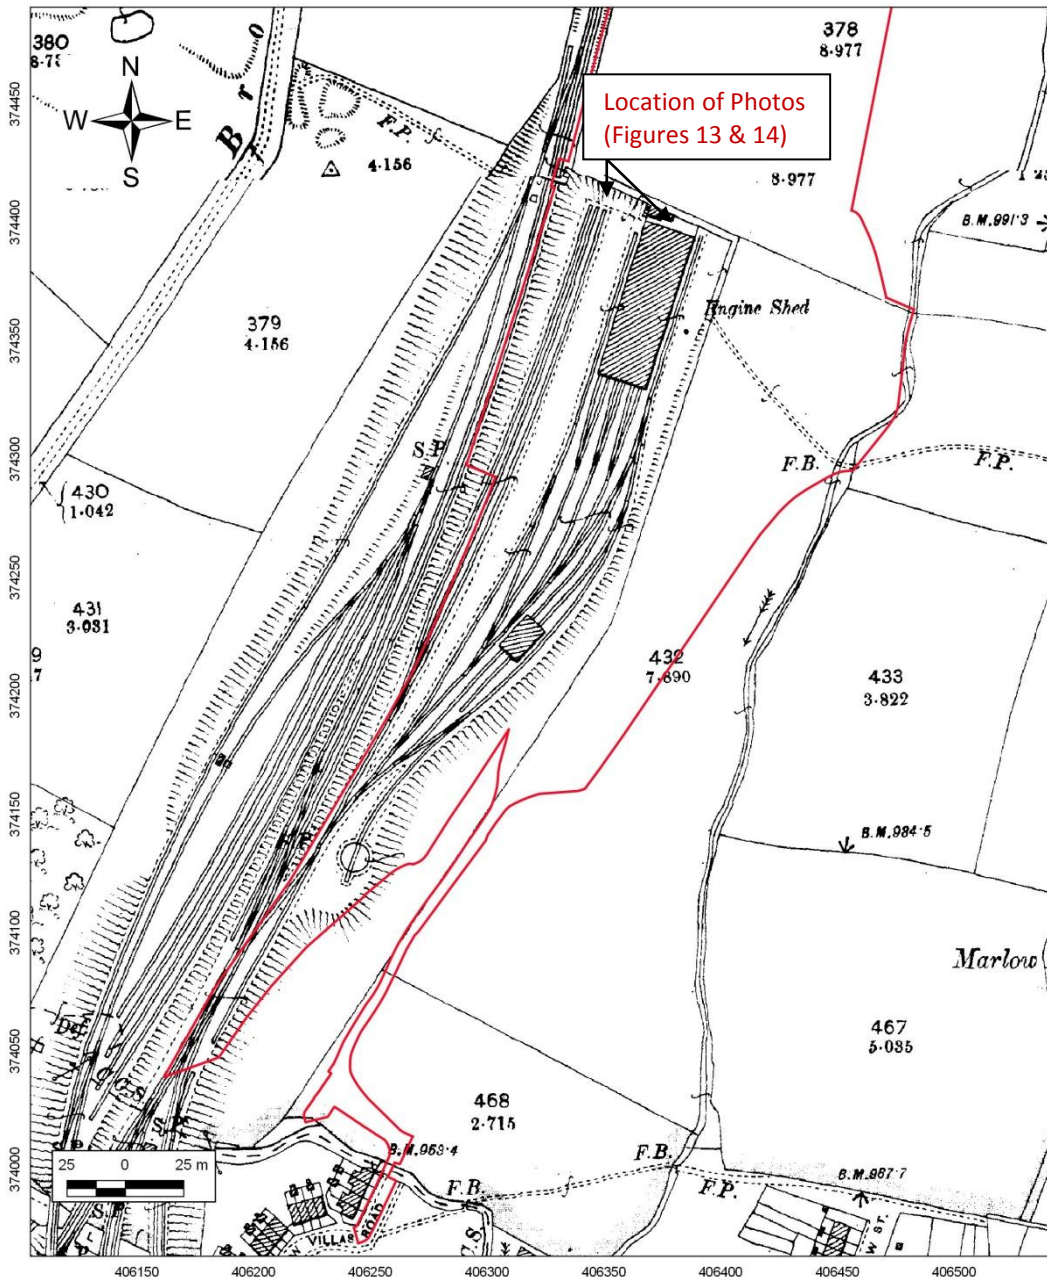 380
378
8·977
N
W E
S
B r o
Location of Photos
(Figures 13 & 14)
F.P.
4·156
8·977
B.M.991·3
374450
374400
374350
374300
374250
374200
374150
374100
374050
374000
379
4·156
Engine Shed
S.P.
F.B.
F.P.
430
1·042
431
3·031
432
7·890
433
3·822
S.P.
B.M.984·5
Marlow
467
5·035
468
2·715
S.P.
B.M.963·4
F.B.
F.B.
F.P.
B.M.967·7
25 0 25 m
S.P.
VILLAS
ROAD
W ST.
C.S.
406150 406200 406250 406300 406350 406400 406450 406500